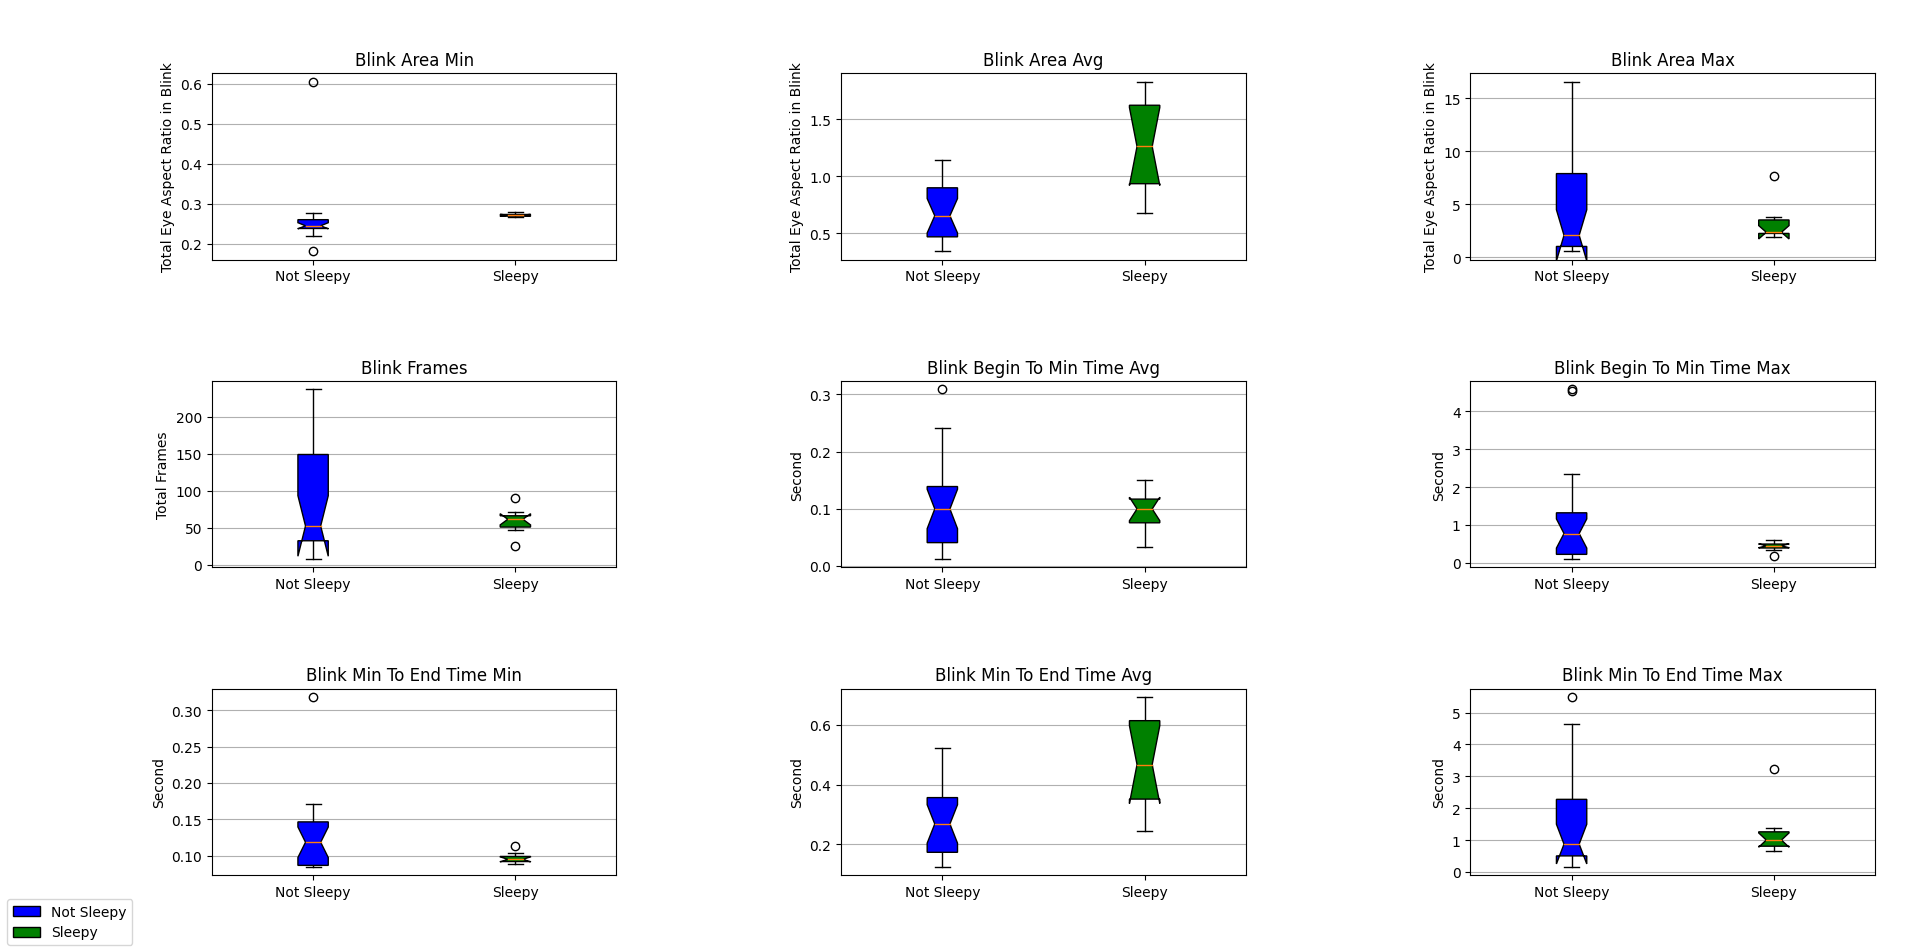 Blink Area Min
Total Eye Aspect Ratio in Blink
0.6
0.5
0.4
0.3
0.2
Not Sleepy
Sleepy
Blink Area Avg
Total Eye Aspect Ratio in Blink
1.5
1.0
0.5
Not Sleepy
Sleepy
Blink Area Max
Total Eye Aspect Ratio in Blink
15
10
5
0
Not Sleepy
Sleepy
Blink Frames
Total Frames
200
150
100
50
0
Not Sleepy
Sleepy
Blink Begin To Min Time Avg
Second
0.3
0.2
0.1
0.0
Not Sleepy
Sleepy
Blink Begin To Min Time Max
Second
4
3
2
1
0
Not Sleepy
Sleepy
Blink Min To End Time Min
Second
0.30
0.25
0.20
0.15
0.10
Not Sleepy
Sleepy
Blink Min To End Time Avg
Second
0.6
0.4
0.2
Not Sleepy
Sleepy
Blink Min To End Time Max
Second
5
4
3
2
1
0
Not Sleepy
Sleepy
Not Sleepy
Sleepy